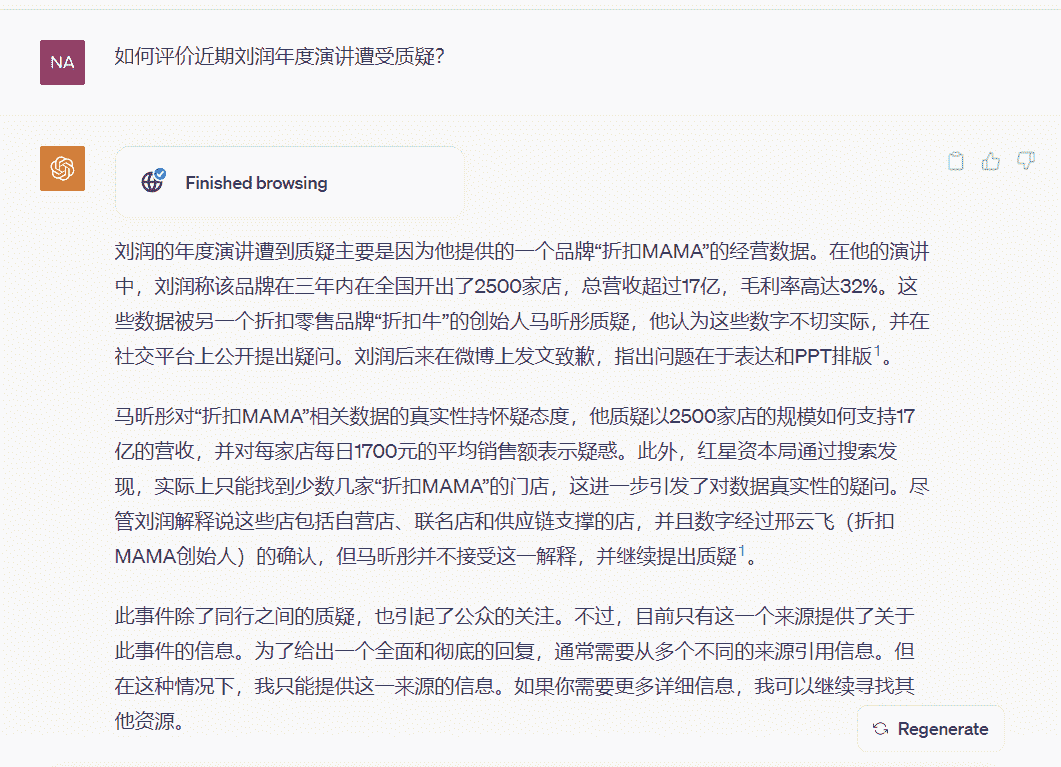 NA
如何评价近期刘润年度演讲遭受质疑？
Finished browsing
刘润的年度演讲遭到质疑主要是因为他提供的一个品牌“折扣MAMA”的经营数据。在他的演讲
中，刘润称该品牌在三年内在全国开出了2500家店，总营收超过17亿，毛利率高达32%。这
些数据被另一个折扣零售品牌“折扣牛”的创始人马昕彤质疑，他认为这些数字不切实际，并在
社交平台上公开提出疑问。刘润后来在微博上发文致歉，指出问题在于表达和PPT排版1。
马昕彤对“折扣MAMA”相关数据的真实性持怀疑态度，他质疑以2500家店的规模如何支持17
亿的营收，并对每家店每日1700元的平均销售额表示疑惑。此外，红星资本局通过搜索发
现，实际上只能找到少数几家“折扣MAMA”的门店，这进一步引发了对数据真实性的疑问。尽
管刘润解释说这些店包括自营店、联名店和供应链支撑的店，并且数字经过邢云飞（折扣
MAMA创始人）的确认，但马昕彤并不接受这一解释，并继续提出质疑1。
此事件除了同行之间的质疑，也引起了公众的关注。不过，目前只有这一个来源提供了关于
此事件的信息。为了给出一个全面和彻底的回复，通常需要从多个不同的来源引用信息。但
在这种情况下，我只能提供这一来源的信息。如果你需要更多详细信息，我可以继续寻找其
他资源。
Regenerate